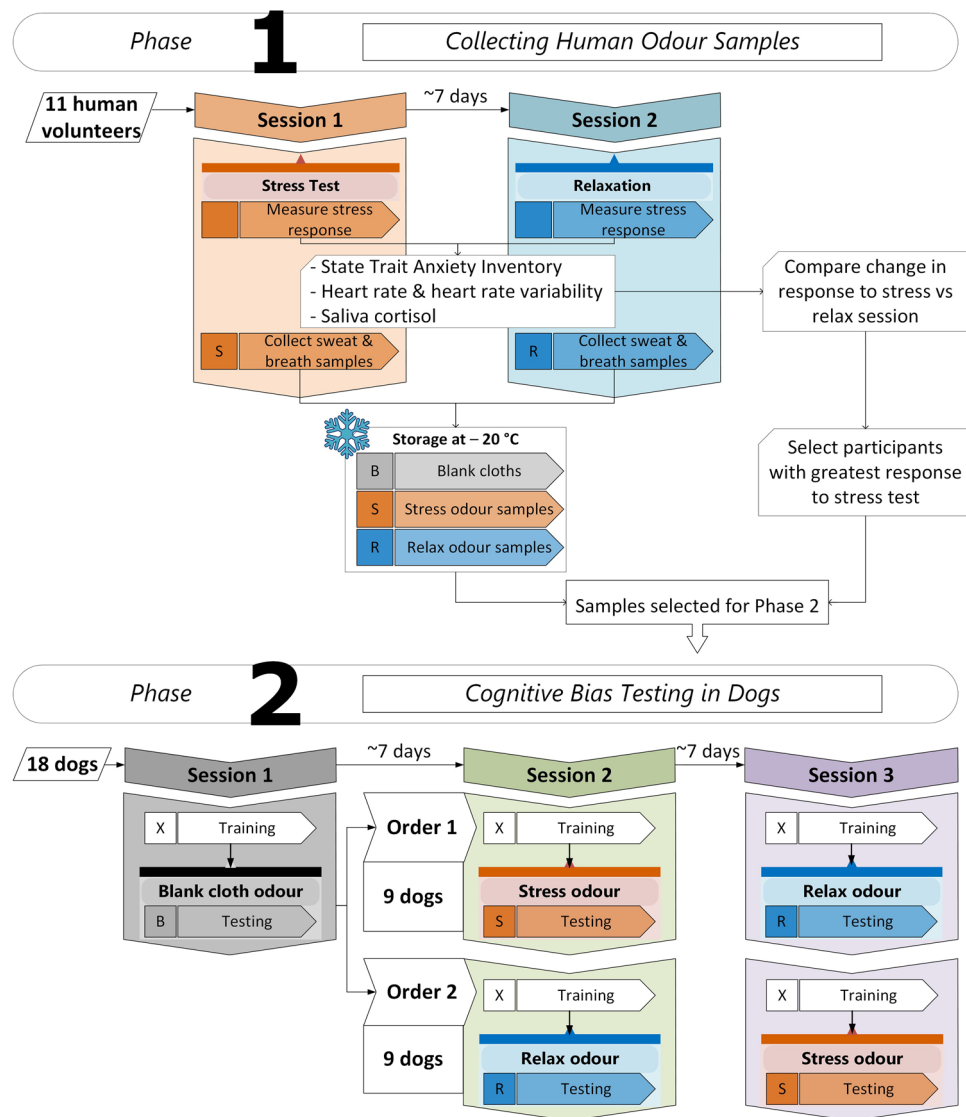 Phase 1 Collecting Human Odour Samples
11 human
volunteers
Session 1
~7 days
Session 2
Stress Test
Measure stress
response
Relaxation
Measure stress
response
- State Trait Anxiety Inventory
- Heart rate & heart rate variability
- Saliva cortisol
Compare change in
response to stress vs
relax session
S Collect sweat &
breath samples
R Collect sweat &
breath samples
Storage at – 20 °C
B Blank cloths
S Stress odour samples
R Relax odour samples
Select participants
with greatest response
to stress test
Samples selected for Phase 2
Phase 2 Cognitive Bias Testing in Dogs
18 dogs
Session 1
~7 days
Session 2
~7 days
Session 3
X Training
Blank cloth odour
B Testing
Order 1
9 dogs
X Training
Stress odour
S Testing
X Training
Relax odour
R Testing
Order 2
9 dogs
X Training
Relax odour
R Testing
X Training
Stress odour
S Testing